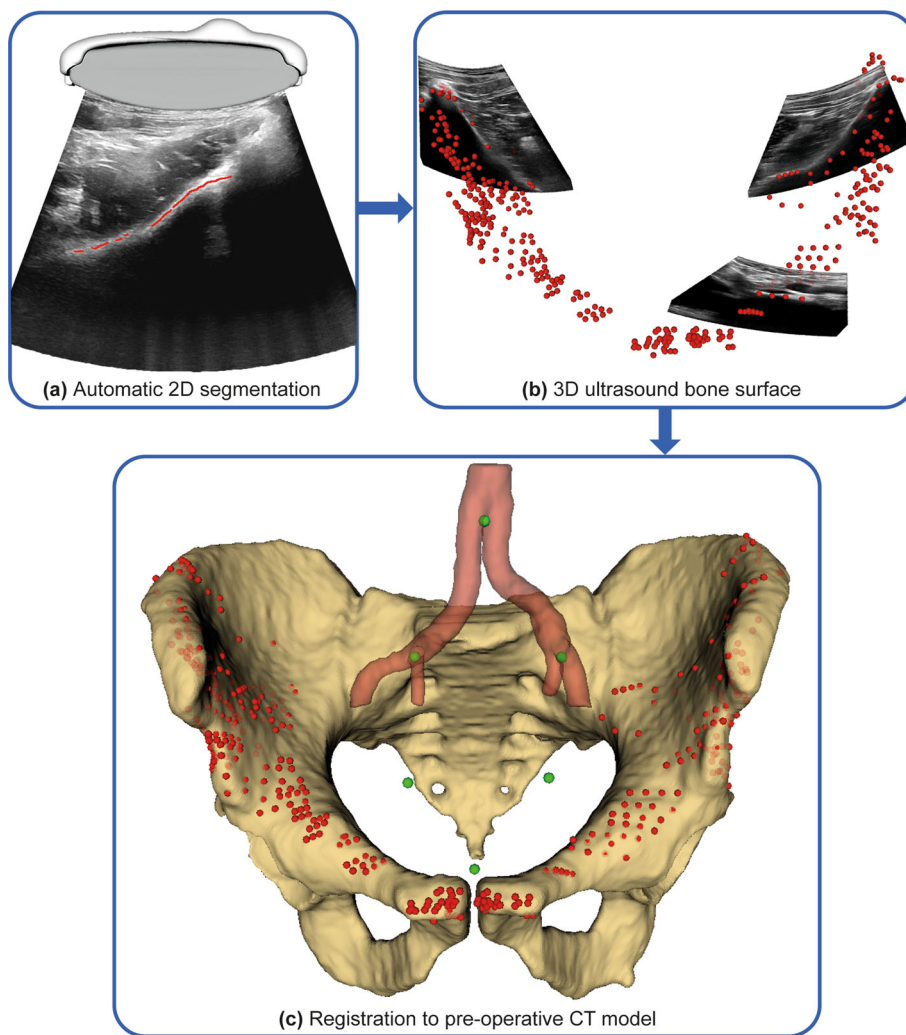 (a) Automatic 2D segmentation
(b) 3D ultrasound bone surface
(c) Registration to pre-operative CT model